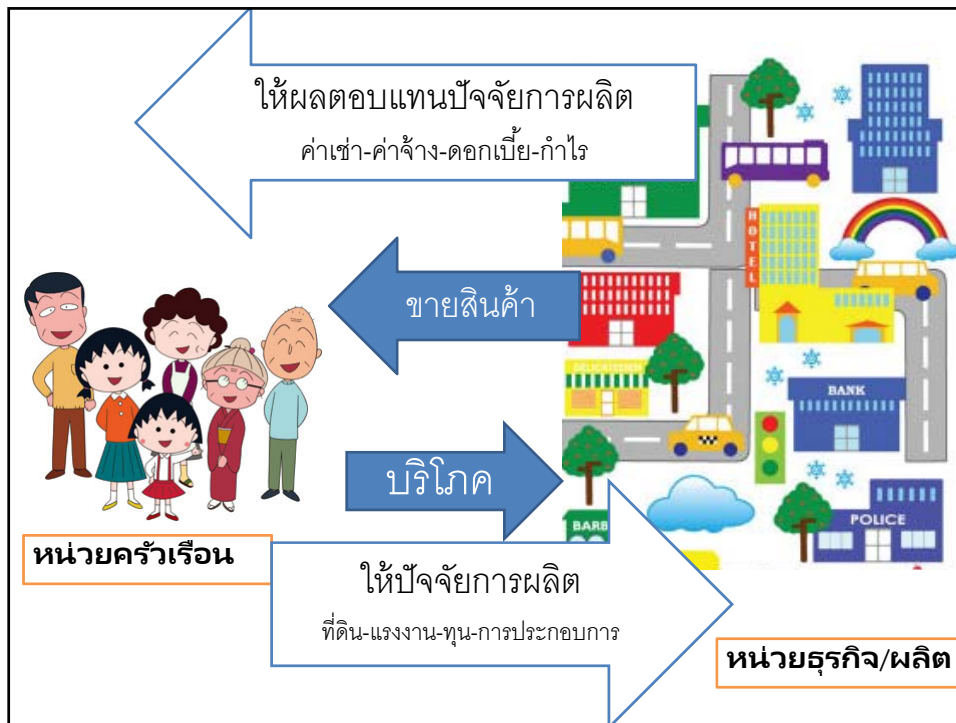 ให้ผลตอบแทนปัจจัยการผลิต
ค่าเช่า-ค่าจ้าง-ดอกเบี้ย-กำไร
HOTEL
ขายสินค้า
DELICATESSEN
BANK
บริโภค
BARB
POLICE
หน่วยครัวเรือน
ให้ปัจจัยการผลิต
ที่ดิน-แรงงาน-ทุน-การประกอบการ
หน่วยธุรกิจ/ผลิต